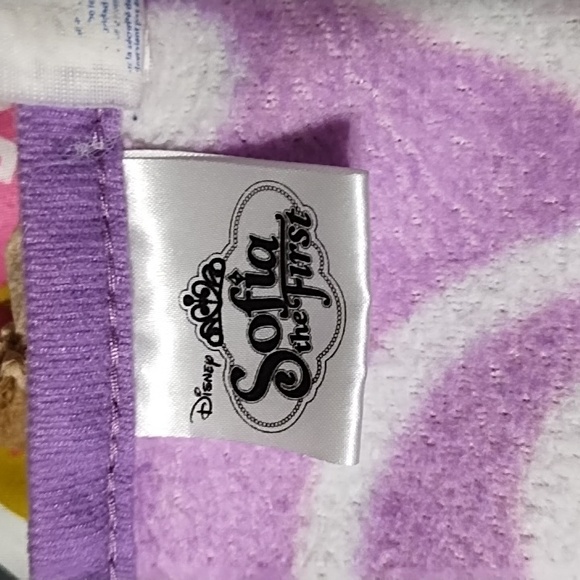 Disney
Sofia
the First